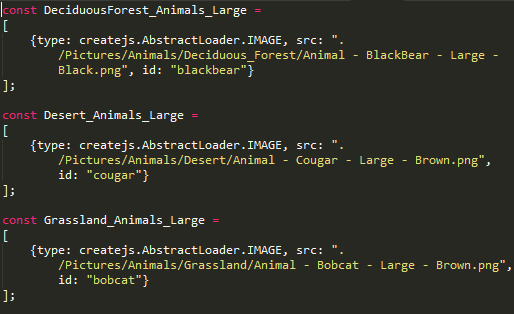 const DeciduousForest_Animals_Large =
[
{type: createjs.AbstractLoader.IMAGE, src: ".
/Pictures/Animals/Deciduous_Forest/Animal - BlackBear - Large -
Black.png", id: "blackbear"}
];
const Desert_Animals_Large =
[
{type: createjs.AbstractLoader.IMAGE, src: ".
/Pictures/Animals/Desert/Animal - Cougar - Large - Brown.png",
id: "cougar"}
];
const Grassland_Animals_Large =
[
{type: createjs.AbstractLoader.IMAGE, src: ".
/Pictures/Animals/Grassland/Animal - Bobcat - Large - Brown.png",
id: "bobcat"}
];